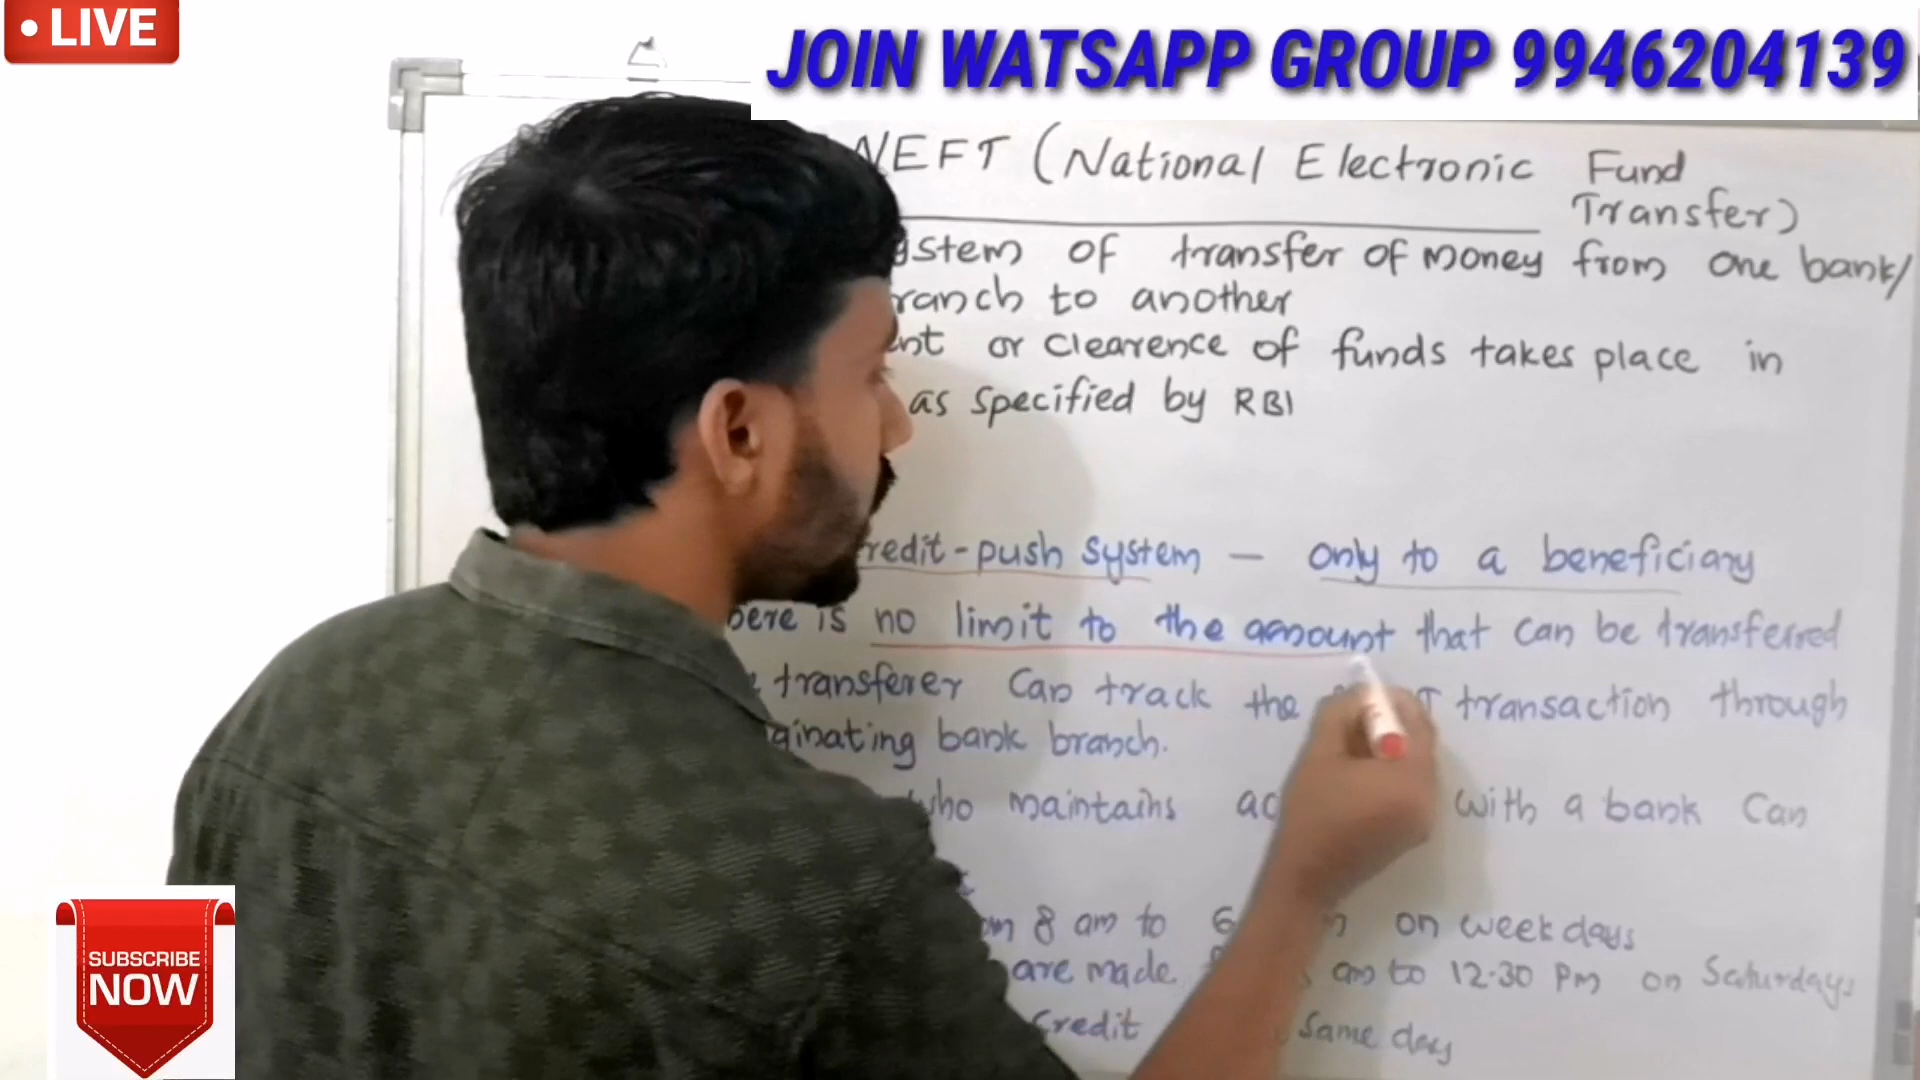 LIVE
JOIN WATSAPP GROUP 9946204139
NEFT (National Electronic Fund
Transfer)
ystem of transfer of money from one bank/
ranch to another
ent or clearence of funds takes place in
as specified by RBI
redit-push system - only to a beneficiary
here is no limit to the amount that can be transferred
transferer can track the transaction through
ginating bank branch.
who maintains with a bank can
8 am to on weekdays
are made am to 12.30 Pm on Saturdays
Credit Same day
SUBSCRIBE
NOW